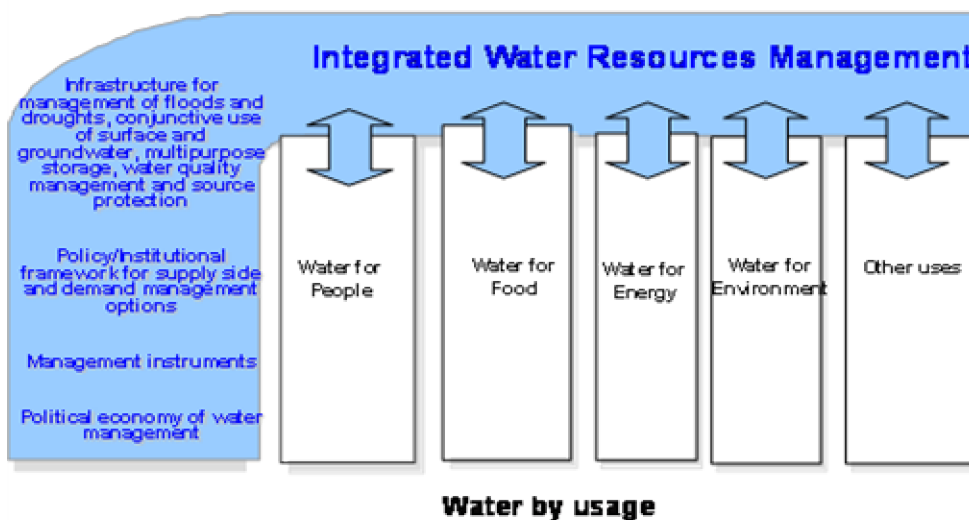 Integrated Water Resources Management
Infrastructure for
management of floods and
droughts, conjunctive use
of surface and
groundwater, multipurpose
storage, water quality
management and source
protection
Policy/Institutional
framework for supply side
and demand management
options
Management instruments
Political economy of water
management
Water for
People
Water for
Food
Water for
Energy
Water for
Environment
Other uses
Water by usage